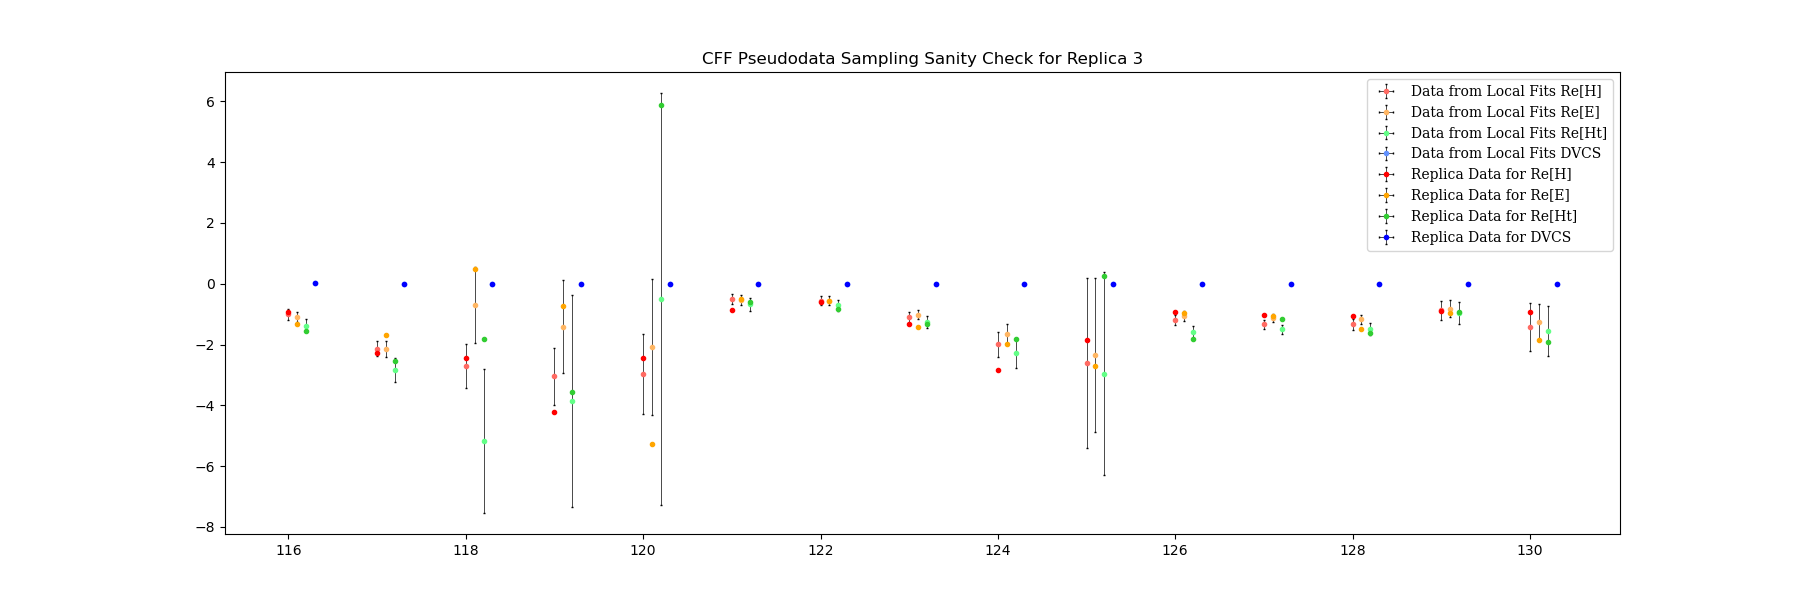 CFF Pseudodata Sampling Sanity Check for Replica 3
Data from Local Fits Re[H]
Data from Local Fits Re[E]
Data from Local Fits Re[Ht]
Data from Local Fits DVCS
Replica Data for Re[H]
Replica Data for Re[E]
Replica Data for Re[Ht]
Replica Data for DVCS
6
4
2
0
−2
−4
−6
−8
116 118 120 122 124 126 128 130